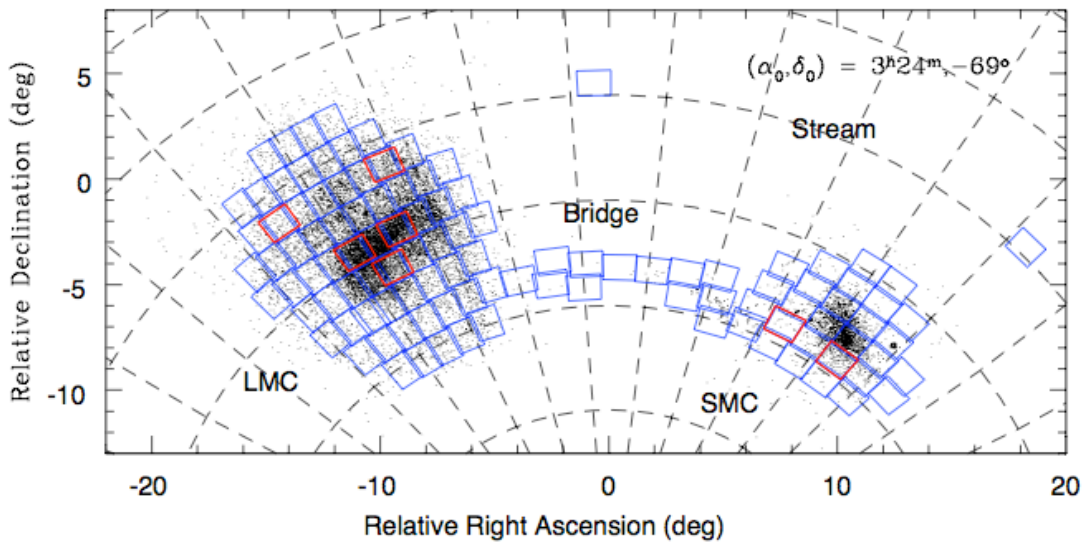 (α₀,δ₀) = 3ʰ24ᵐ,−69°
5
Stream
0
Bridge
-5
LMC
SMC
-10
-20
-10
0
10
20
Relative Declination (deg)
Relative Right Ascension (deg)